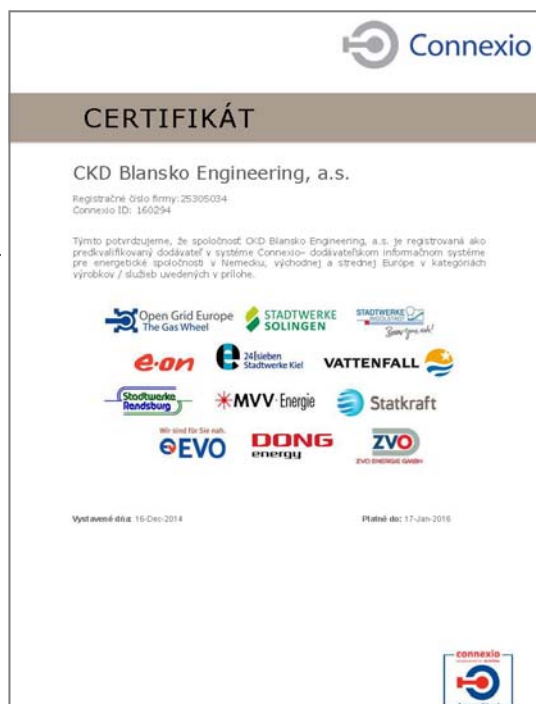 Connexio
CERTIFIKÁT
CKD Blansko Engineering, a.s.
Registračné číslo firmy:25305034
Connexio ID: 160294
Týmto potvrdzujeme, že spoločnosť CKD Blansko Engineering, a.s. je registrovaná ako
predkvalifikovaný dodávateľ v systéme Connexio– dodávateľskom informačnom systéme
pre energetické spoločnosti v Nemecku, východnej a strednej Európe v kategóriách
výrobkov / služieb uvedených v prílohe.
Open Grid Europe
The Gas Wheel
STADTWERKE
SOLINGEN
STADTWERKE
INGOLSTADT
e·on
24|sieben
Stadtwerke Kiel
VATTENFALL
Stadtwerke
Rendsburg
MVV Energie
Statkraft
Wir sind für Sie nah.
EVO
DONG
energy
ZVO
ZVO ENERGIE GMBH
Vystavené dňa: 16-Dec-2014
Platné do: 17-Jan-2016
connexio